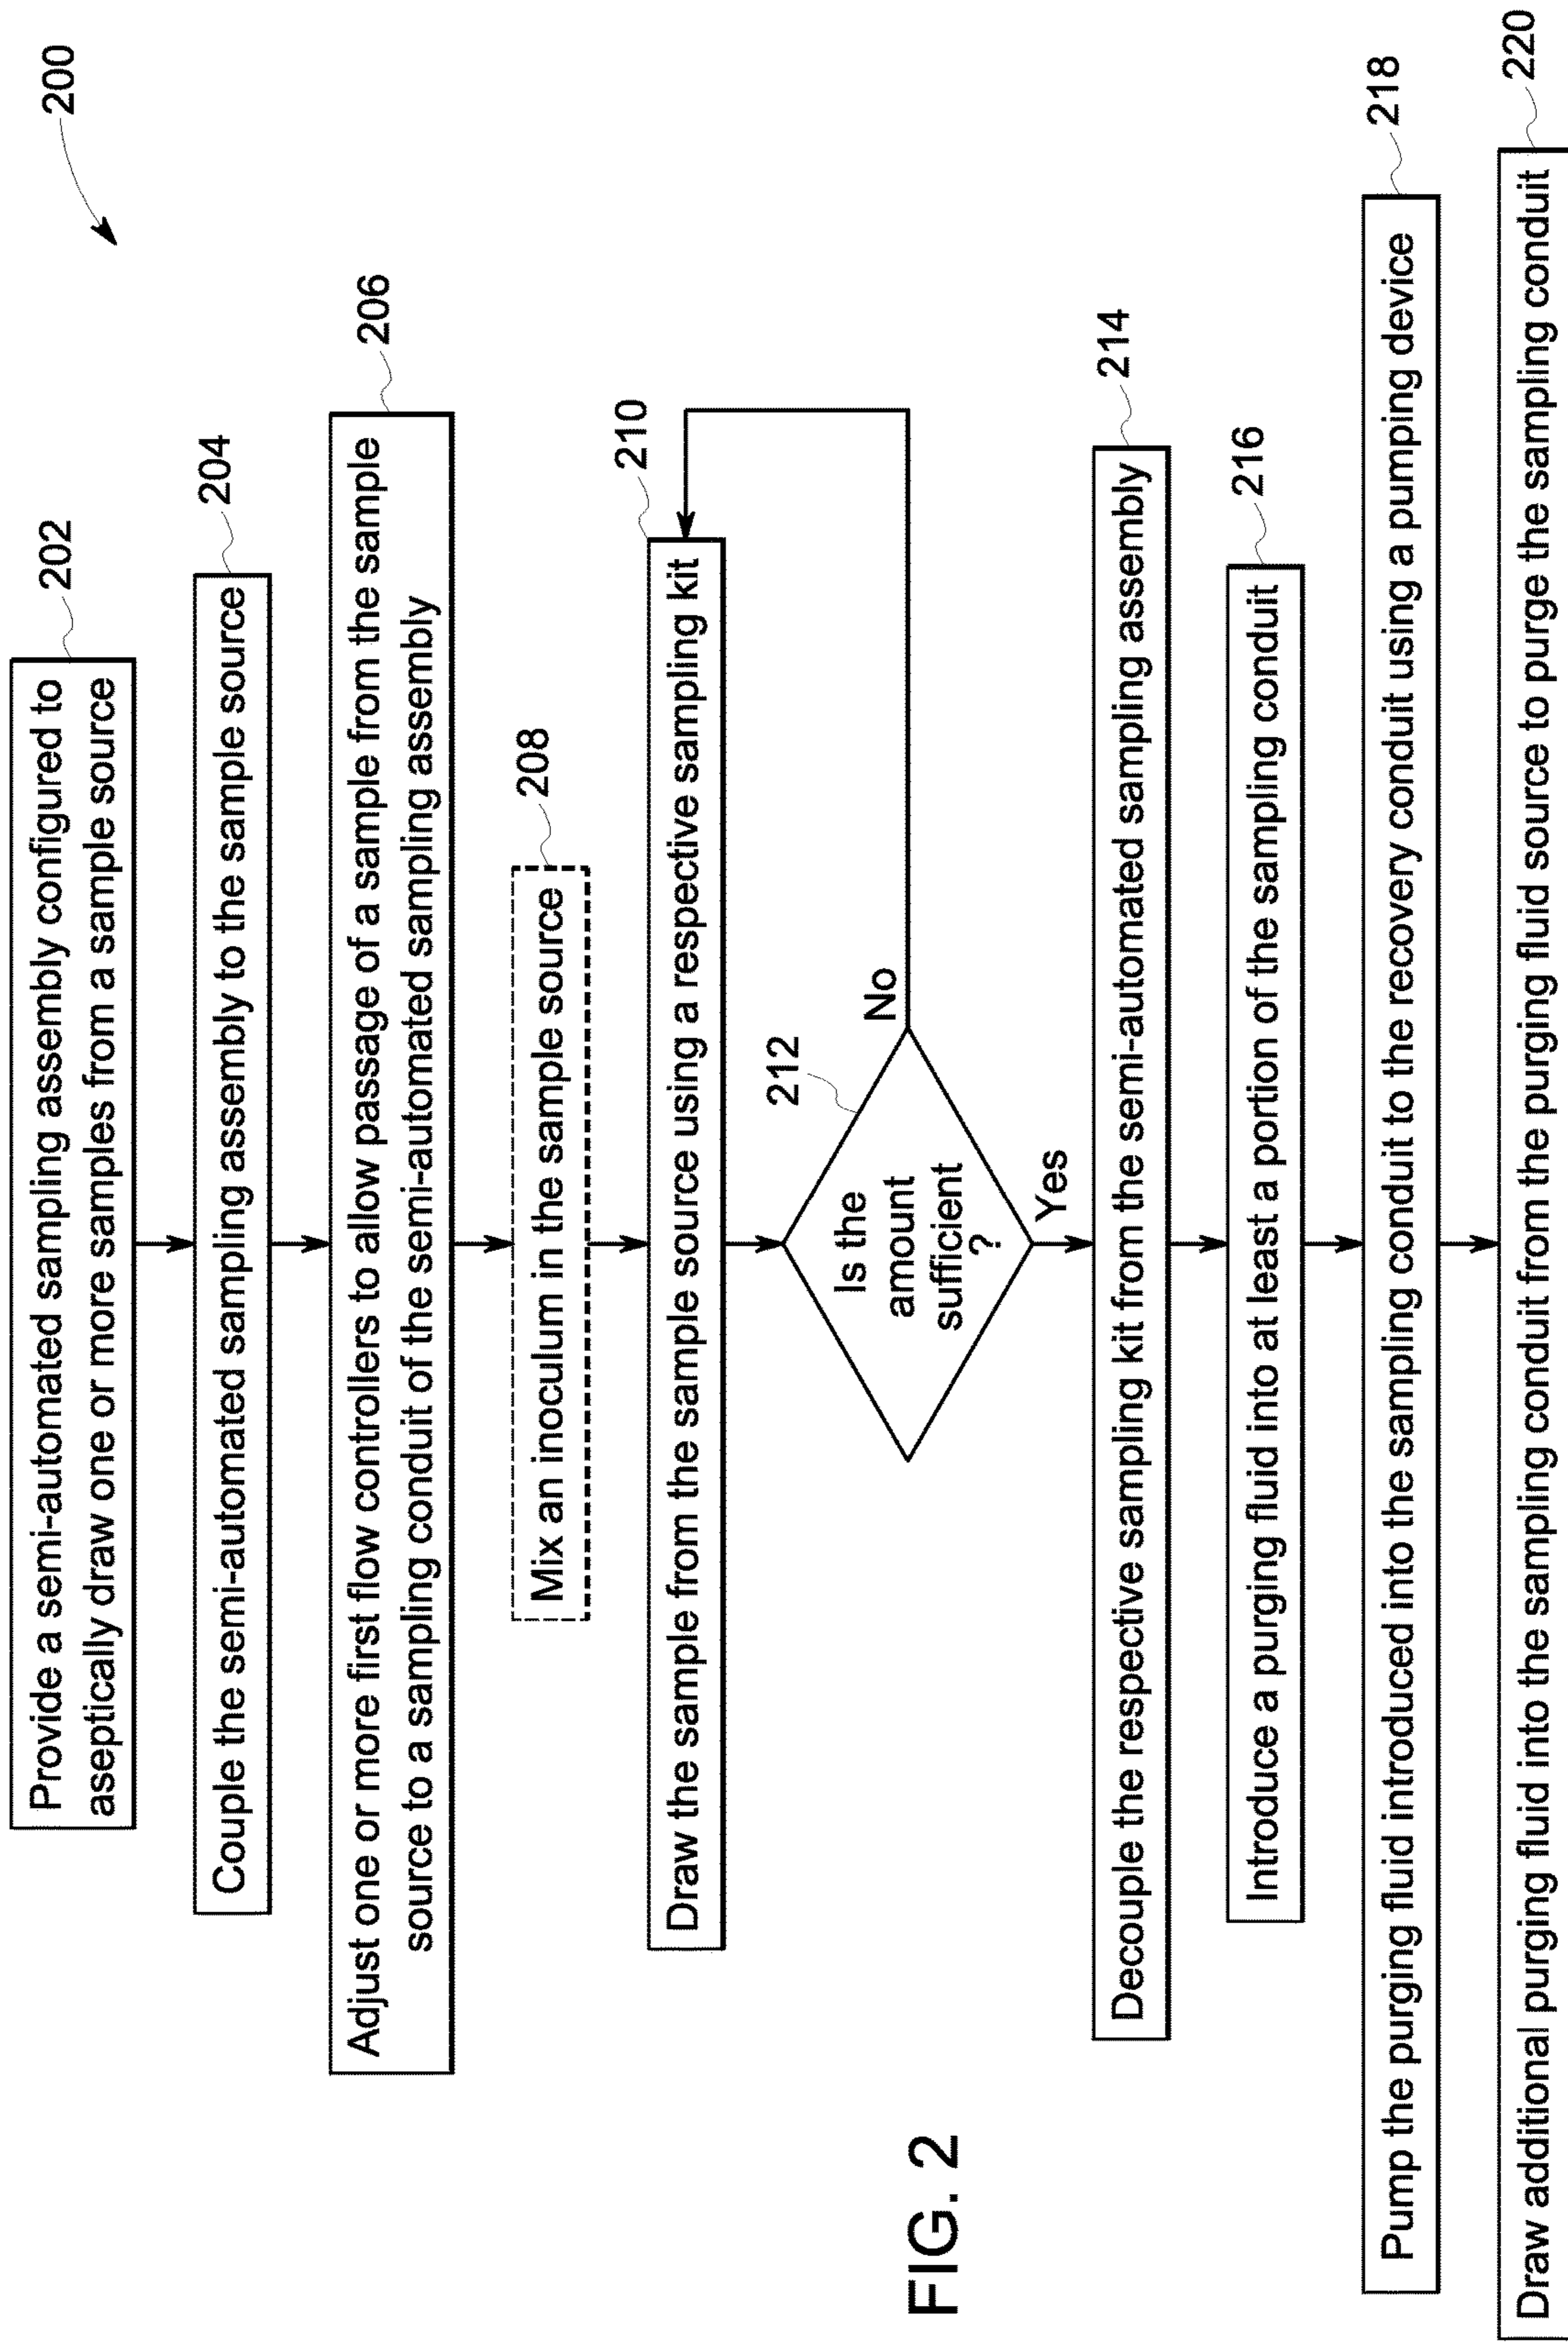 200
Provide a semi-automated sampling assembly configured to
aseptically draw one or more samples from a sample source
202
Couple the semi-automated sampling assembly to the sample source
204
Adjust one or more first flow controllers to allow passage of a sample from the sample
source to a sampling conduit of the semi-automated sampling assembly
206
Mix an inoculum in the sample source
208
Draw the sample from the sample source using a respective sampling kit
210
Is the
amount
sufficient
?
212
No
Yes
Decouple the respective sampling kit from the semi-automated sampling assembly
214
Introduce a purging fluid into at least a portion of the sampling conduit
216
Pump the purging fluid introduced into the sampling conduit to the recovery conduit using a pumping device
218
Draw additional purging fluid into the sampling conduit from the purging fluid source to purge the sampling conduit
220
FIG. 2